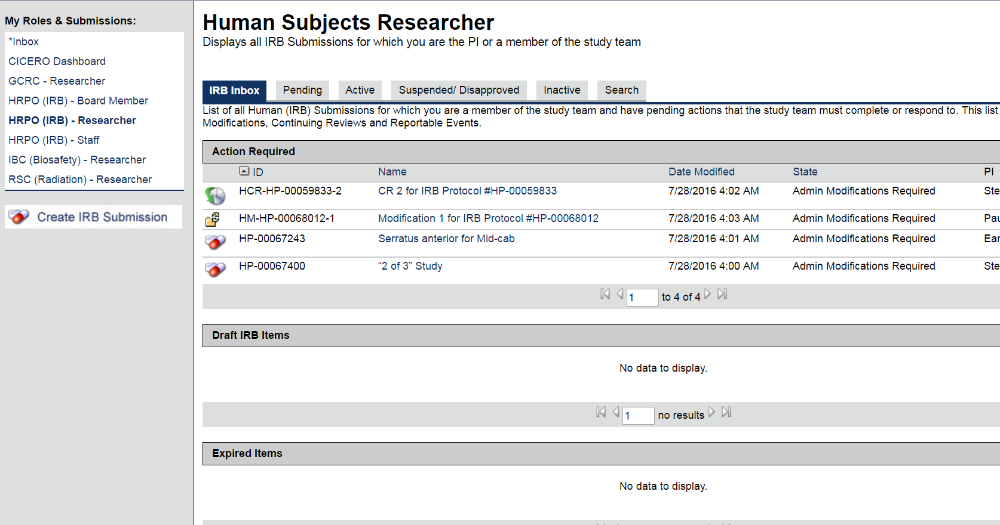 My Roles & Submissions:
*Inbox
CICERO Dashboard
GCRC - Researcher
HRPO (IRB) - Board Member
HRPO (IRB) - Researcher
HRPO (IRB) - Staff
IBC (Biosafety) - Researcher
RSC (Radiation) - Researcher
Create IRB Submission
Human Subjects Researcher
Displays all IRB Submissions for which you are the PI or a member of the study team
IRB Inbox Pending Active Suspended/ Disapproved Inactive Search
List of all Human (IRB) Submissions for which you are a member of the study team and have pending actions that the study team must complete or respond to. This list
Modifications, Continuing Reviews and Reportable Events.
Action Required
ID Name Date Modified State PI
HCR-HP-00059833-2 CR 2 for IRB Protocol #HP-00059833 7/28/2016 4:02 AM Admin Modifications Required Ste
HM-HP-00068012-1 Modification 1 for IRB Protocol #HP-00068012 7/28/2016 4:03 AM Admin Modifications Required Pau
HP-00067243 Serratus anterior for Mid-cab 7/28/2016 4:01 AM Admin Modifications Required Ear
HP-00067400 “2 of 3” Study 7/28/2016 4:00 AM Admin Modifications Required Ste
1 to 4 of 4
Draft IRB Items
No data to display.
1 no results
Expired Items
No data to display.